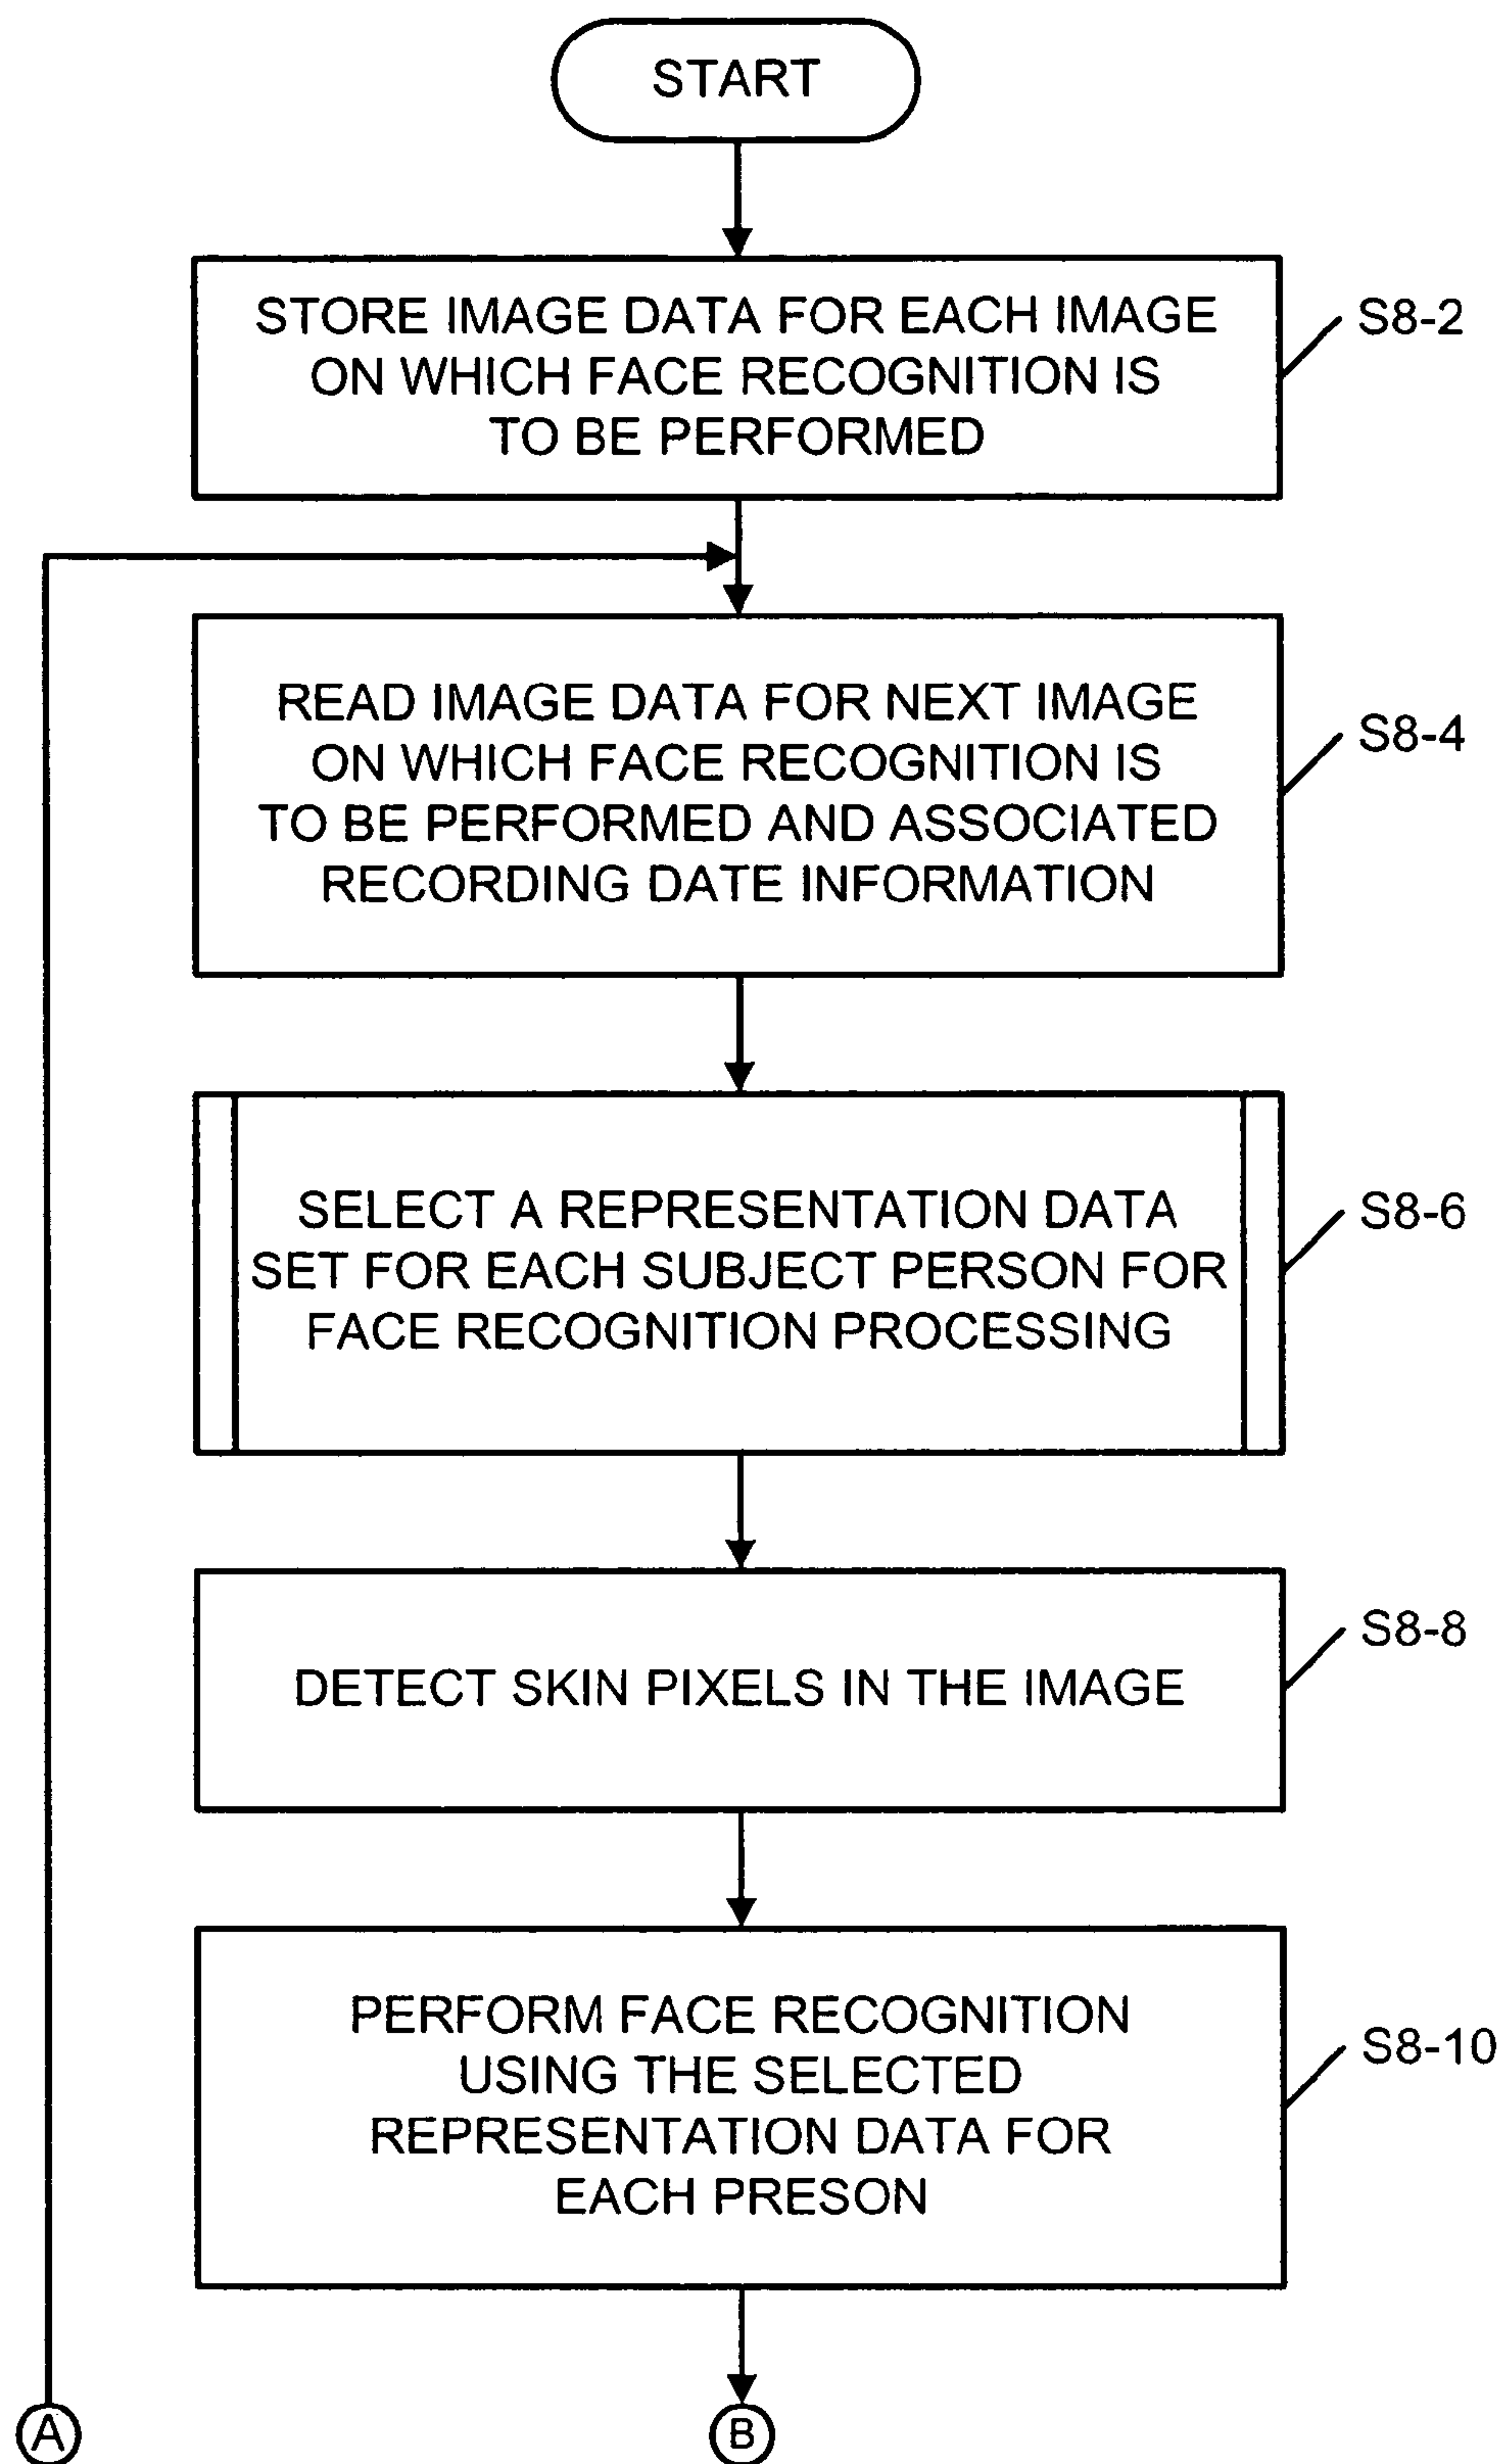 START
STORE IMAGE DATA FOR EACH IMAGE
ON WHICH FACE RECOGNITION IS
TO BE PERFORMED
S8-2
READ IMAGE DATA FOR NEXT IMAGE
ON WHICH FACE RECOGNITION IS
TO BE PERFORMED AND ASSOCIATED
RECORDING DATE INFORMATION
S8-4
SELECT A REPRESENTATION DATA
SET FOR EACH SUBJECT PERSON FOR
FACE RECOGNITION PROCESSING
S8-6
DETECT SKIN PIXELS IN THE IMAGE
S8-8
PERFORM FACE RECOGNITION
USING THE SELECTED
REPRESENTATION DATA FOR
EACH PRESON
S8-10
A
B